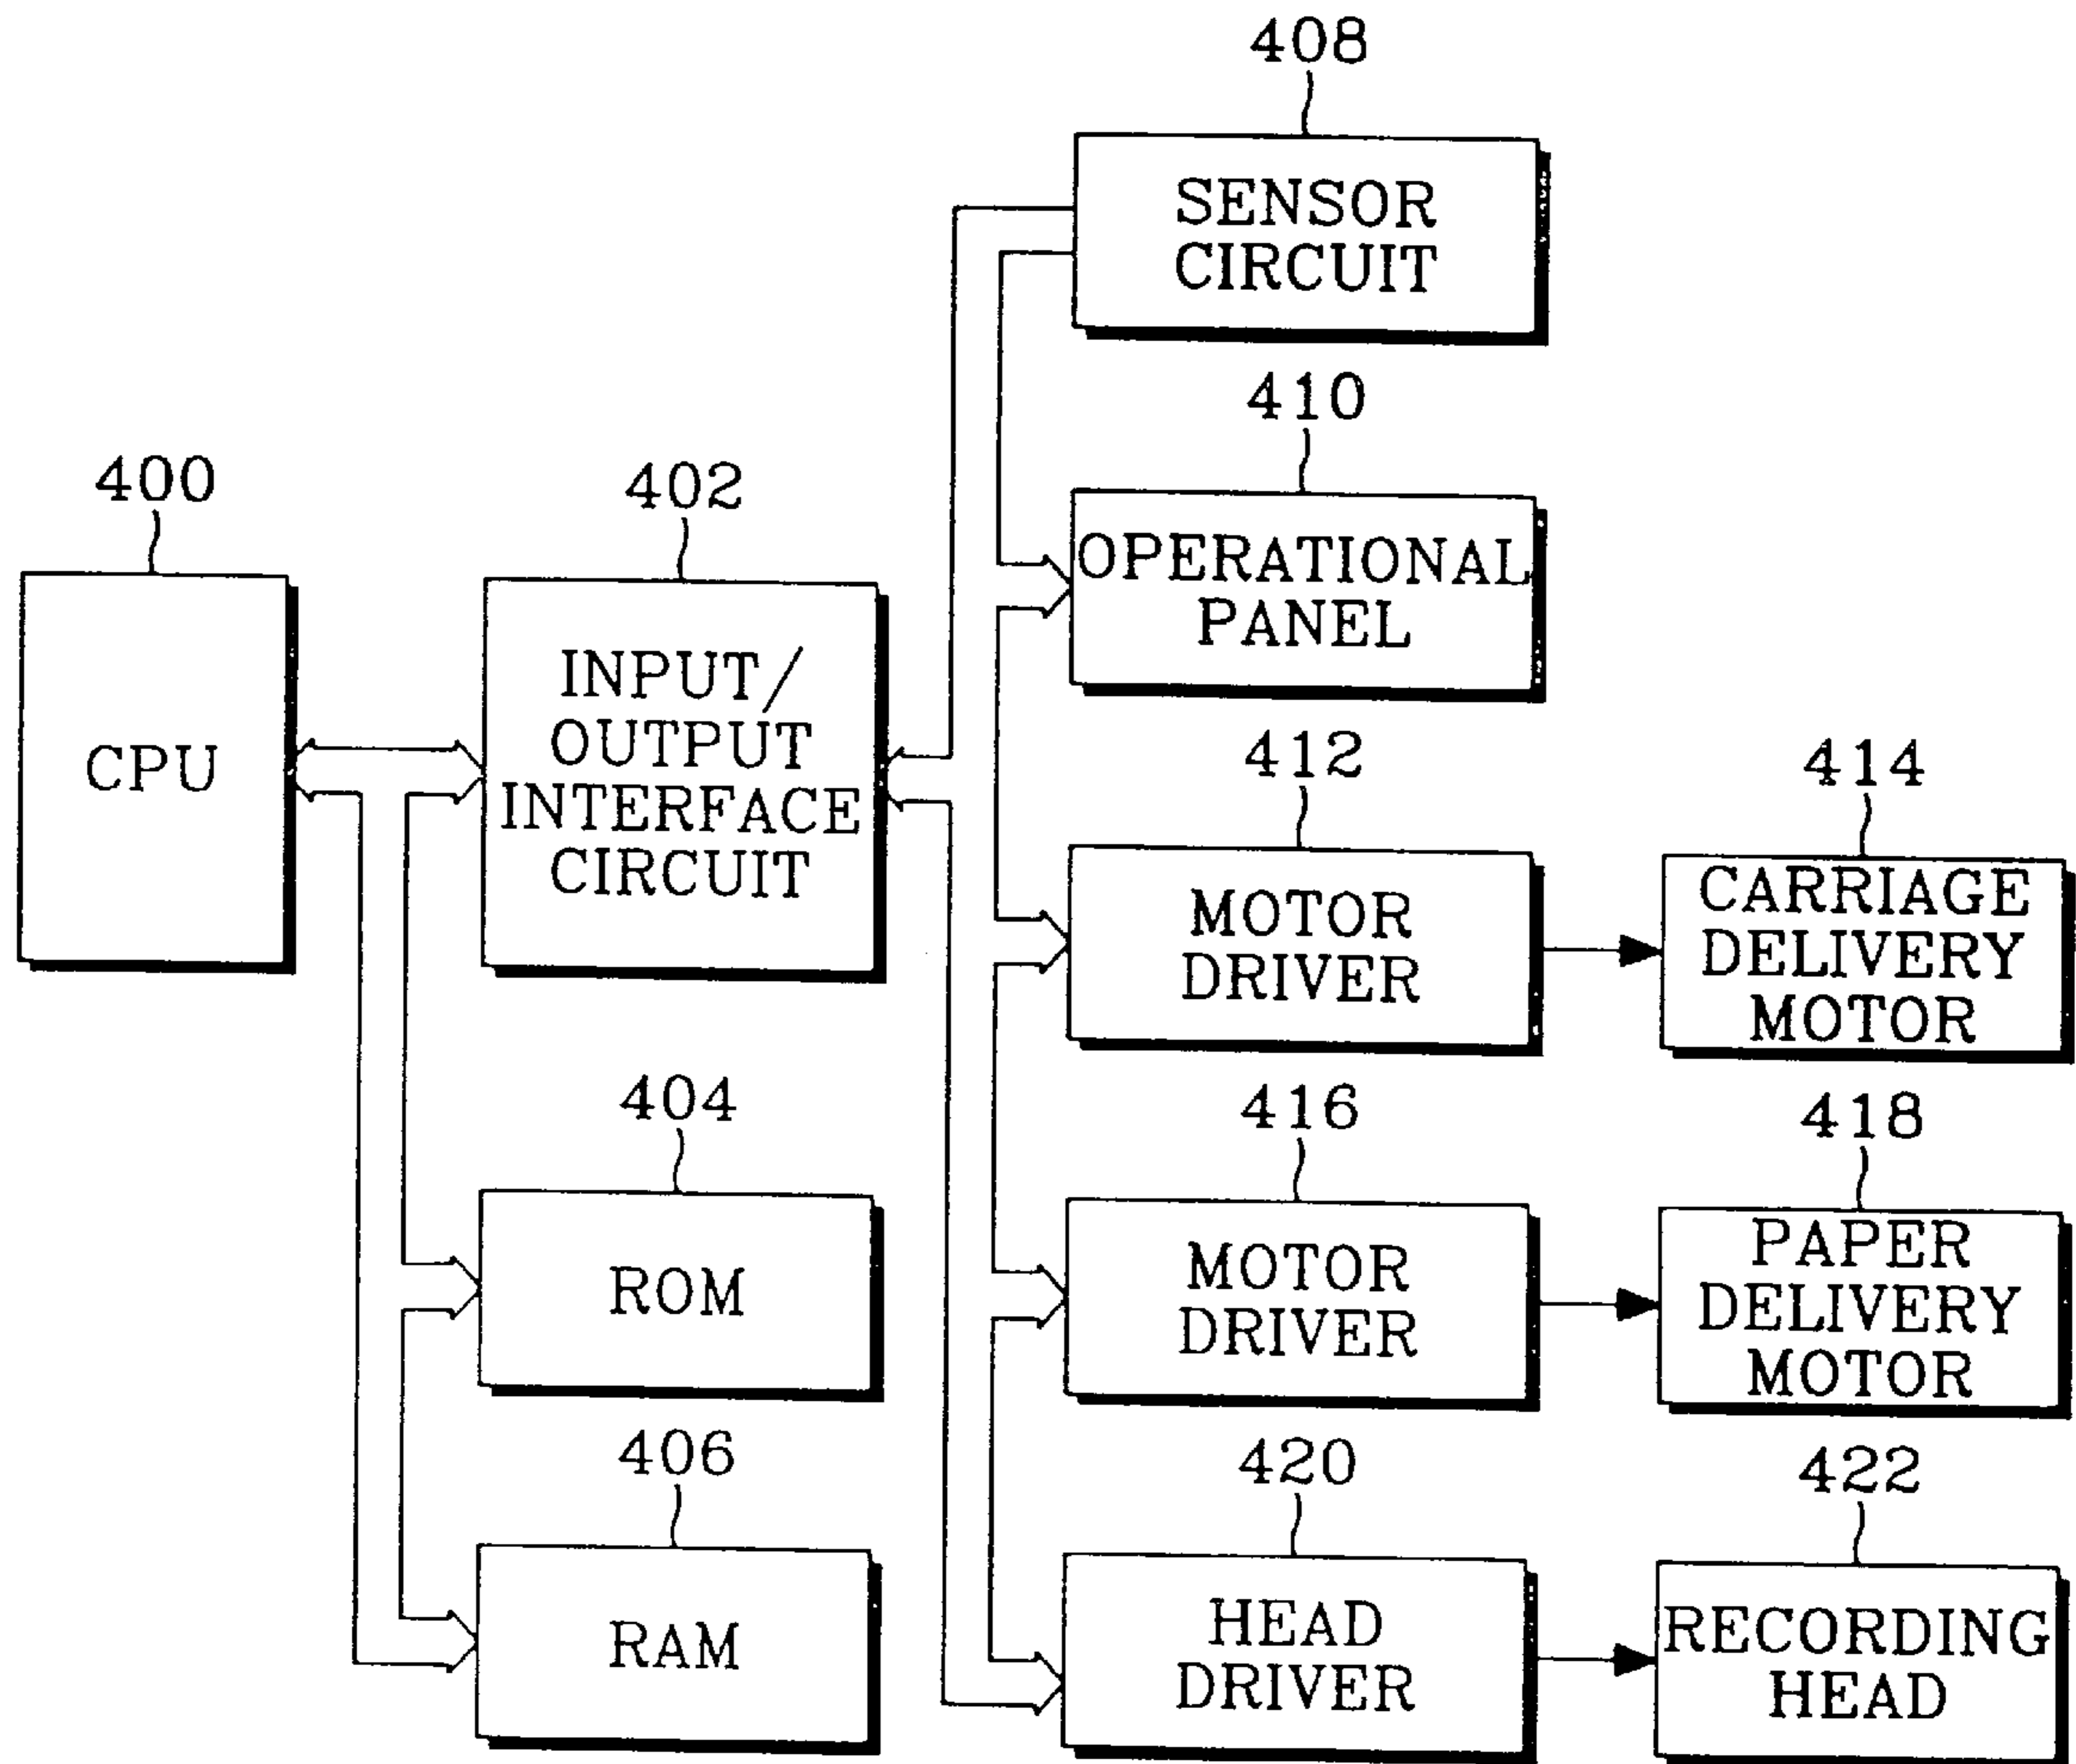 408
SENSOR
CIRCUIT
410
OPERATIONAL
PANEL
400
CPU
402
INPUT/
OUTPUT
INTERFACE
CIRCUIT
412
MOTOR
DRIVER
414
CARRIAGE
DELIVERY
MOTOR
404
ROM
416
MOTOR
DRIVER
418
PAPER
DELIVERY
MOTOR
406
RAM
420
HEAD
DRIVER
422
RECORDING
HEAD